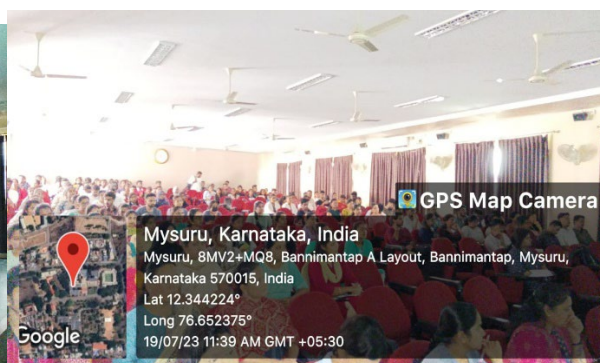 GPS Map Camera
Mysuru, Karnataka, India
Mysuru, 8MV2+MQ8, Bannimantap A Layout, Bannimantap, Mysuru,
Karnataka 570015, India
Lat 12.344224°
Long 76.652375°
19/07/23 11:39 AM GMT +05:30
Google